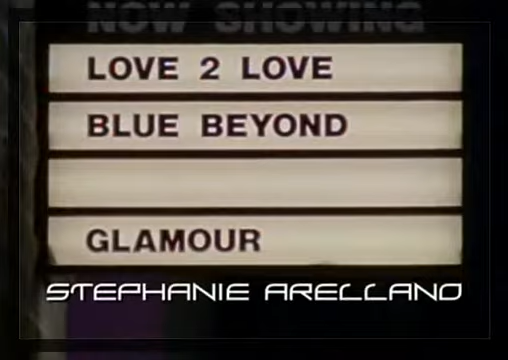 NOW SHOWING
LOVE 2 LOVE
BLUE BEYOND
GLAMOUR
STEPHANIE ARELLANO